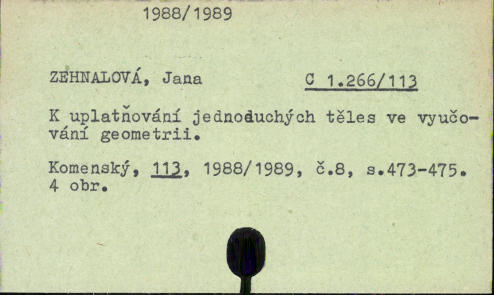 1988/1989
ZEHNALOVÁ, Jana C 1.266/113
K uplatňování jednoduchých těles ve vyučo-
vání geometrii.
Komenský, 113, 1988/1989, č.8, s.473-475.
4 obr.